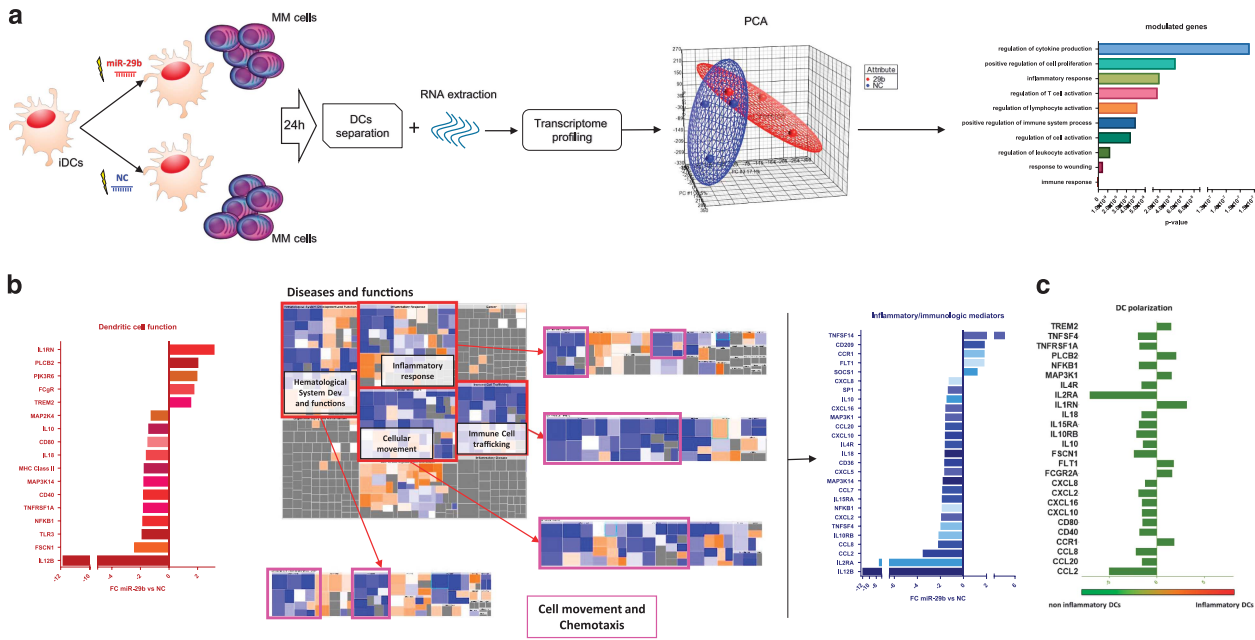 a
MM cells
miR-29b
iDCs
NC
MM cells
24h
DCs
separation
+
RNA extraction
Transcriptome
profiling
PCA
Attribute
29b
NC
modulated genes
regulation of cytokine production
positive regulation of cell proliferation
inflammatory response
regulation of T cell activation
regulation of lymphocyte activation
positive regulation of immune system process
regulation of cell activation
regulation of leukocyte activation
response to wounding
immune response
p-value
b
Dendritic cell function
IL1RN
PLCB2
PIK3R6
FCgR
TREM2
MAP2K4
IL10
CD80
IL18
MHC Class II
MAP3K14
CD40
TNFRSF1A
NFKB1
TLR3
FSCN1
IL12B
-12
-10
-6
-4
-2
0
2
FC miR-29b vs NC
Diseases and functions
Hematological
System Dev
and functions
Inflammatory
response
Cellular
movement
Immune Cell
trafficking
Cell movement and
Chemotaxis
Inflammatory/immunologic mediators
TNFSF14
CD209
CCR1
FLT1
SOCS1
CXCL8
SP1
IL10
CXCL16
MAP3K1
CCL20
CXCL10
IL4R
IL18
CD36
CXCL5
MAP3K14
CCL7
IL15RA
NFKB1
CXCL2
TNFSF4
IL10RB
CCL8
CCL2
IL2RA
IL12B
FC miR-29b vs NC
c
DC polarization
TREM2
TNFSF4
TNFRSF1A
PLCB2
NFKB1
MAP3K1
IL4R
IL2RA
IL1RN
IL18
IL15RA
IL10RB
IL10
FSCN1
FLT1
FCGR2A
CXCL8
CXCL2
CXCL16
CXCL10
CD80
CD40
CCR1
CCL8
CCL20
CCL2
non inflammatory DCs
Inflammatory DCs